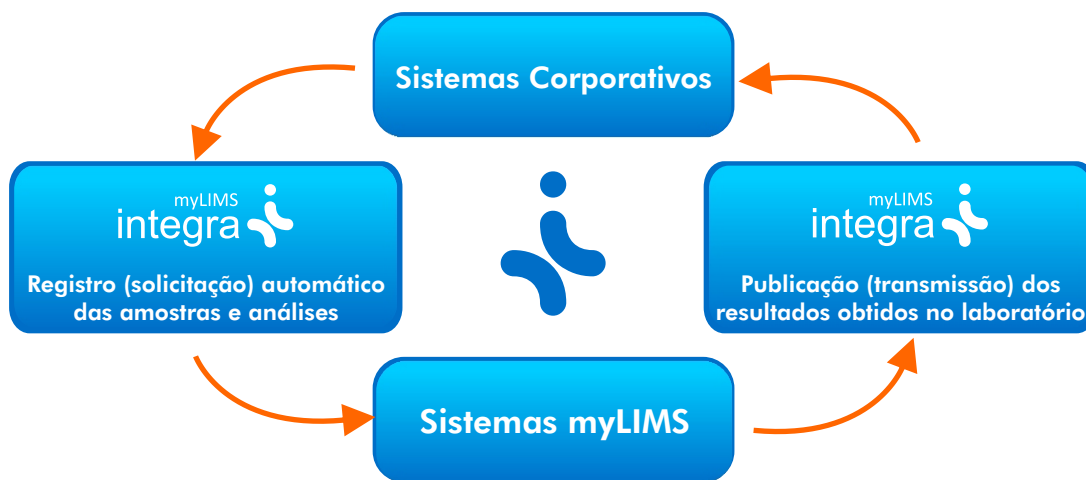 Sistemas Corporativos
myLIMS
integra
Registro (solicitação) automático
das amostras e análises
myLIMS
integra
Publicação (transmissão) dos
resultados obtidos no laboratório
Sistemas myLIMS